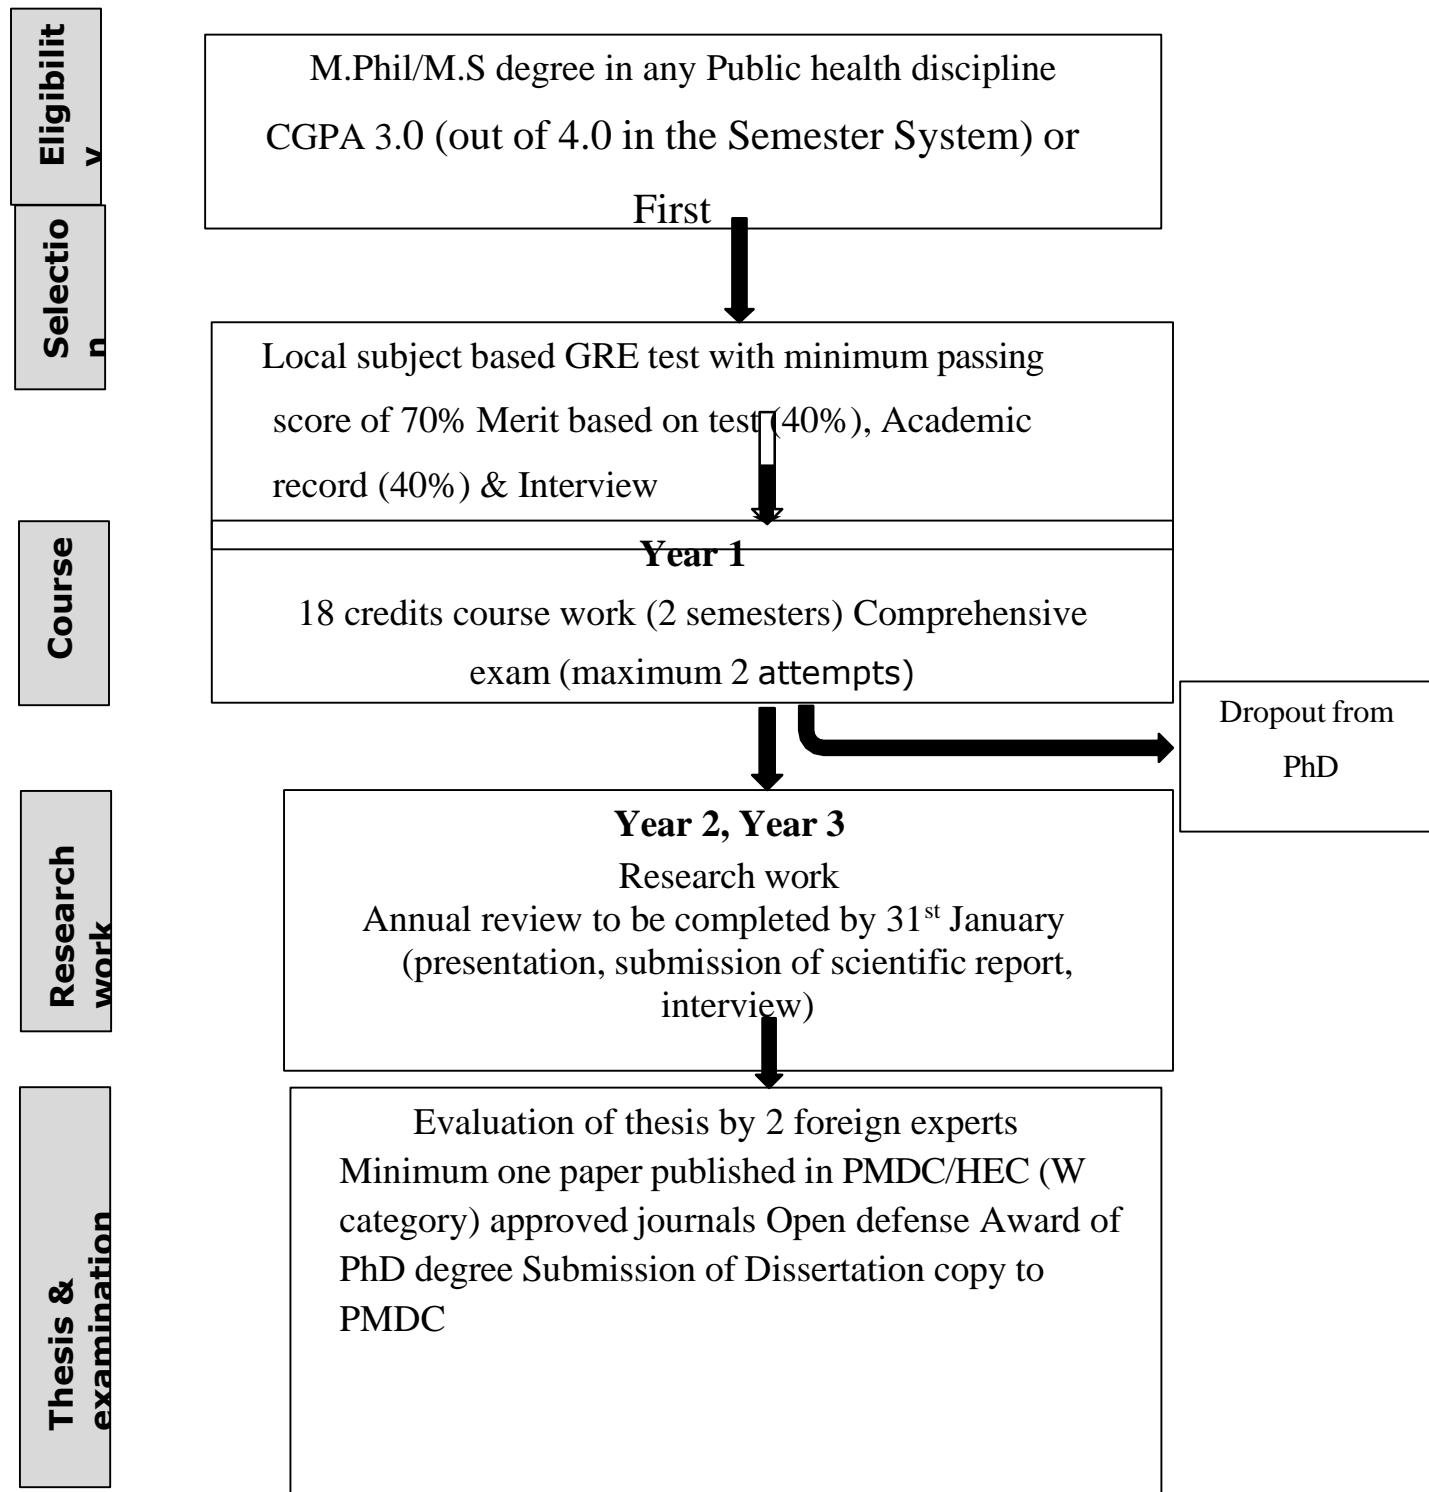 Eligibilit
y
M.Phil/M.S degree in any Public health discipline
CGPA 3.0 (out of 4.0 in the Semester System) or
First
Selectio
n
Local subject based GRE test with minimum passing
score of 70% Merit based on test (40%), Academic
record (40%) & Interview
Course
Year 1
18 credits course work (2 semesters) Comprehensive
exam (maximum 2 attempts)
Dropout from
PhD
Research
work
Year 2, Year 3
Research work
Annual review to be completed by 31st January
(presentation, submission of scientific report,
interview)
Thesis &
examination
Evaluation of thesis by 2 foreign experts
Minimum one paper published in PMDC/HEC (W
category) approved journals Open defense Award of
PhD degree Submission of Dissertation copy to
PMDC